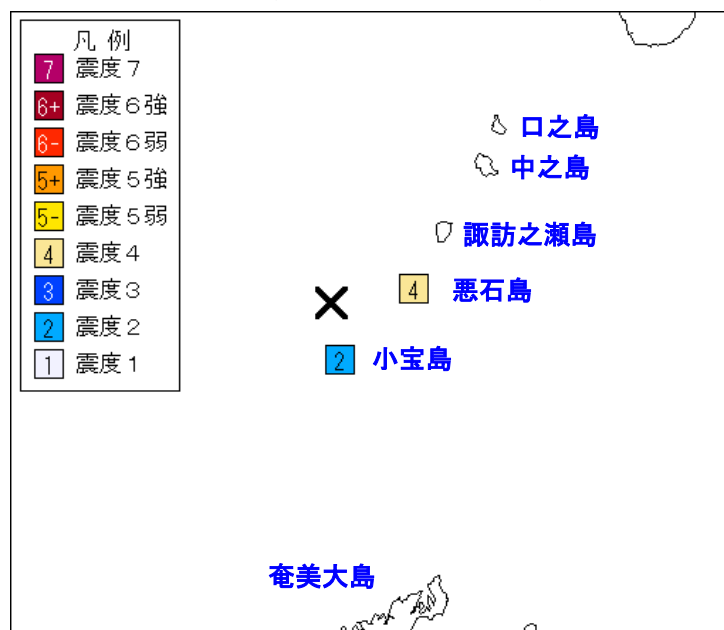 凡 例
7 震度７
6+ 震度６強
6- 震度６弱
5+ 震度５強
5- 震度５弱
4 震度４
3 震度３
2 震度２
1 震度１
口之島
中之島
諏訪之瀬島
4 悪石島
2 小宝島
奄美大島